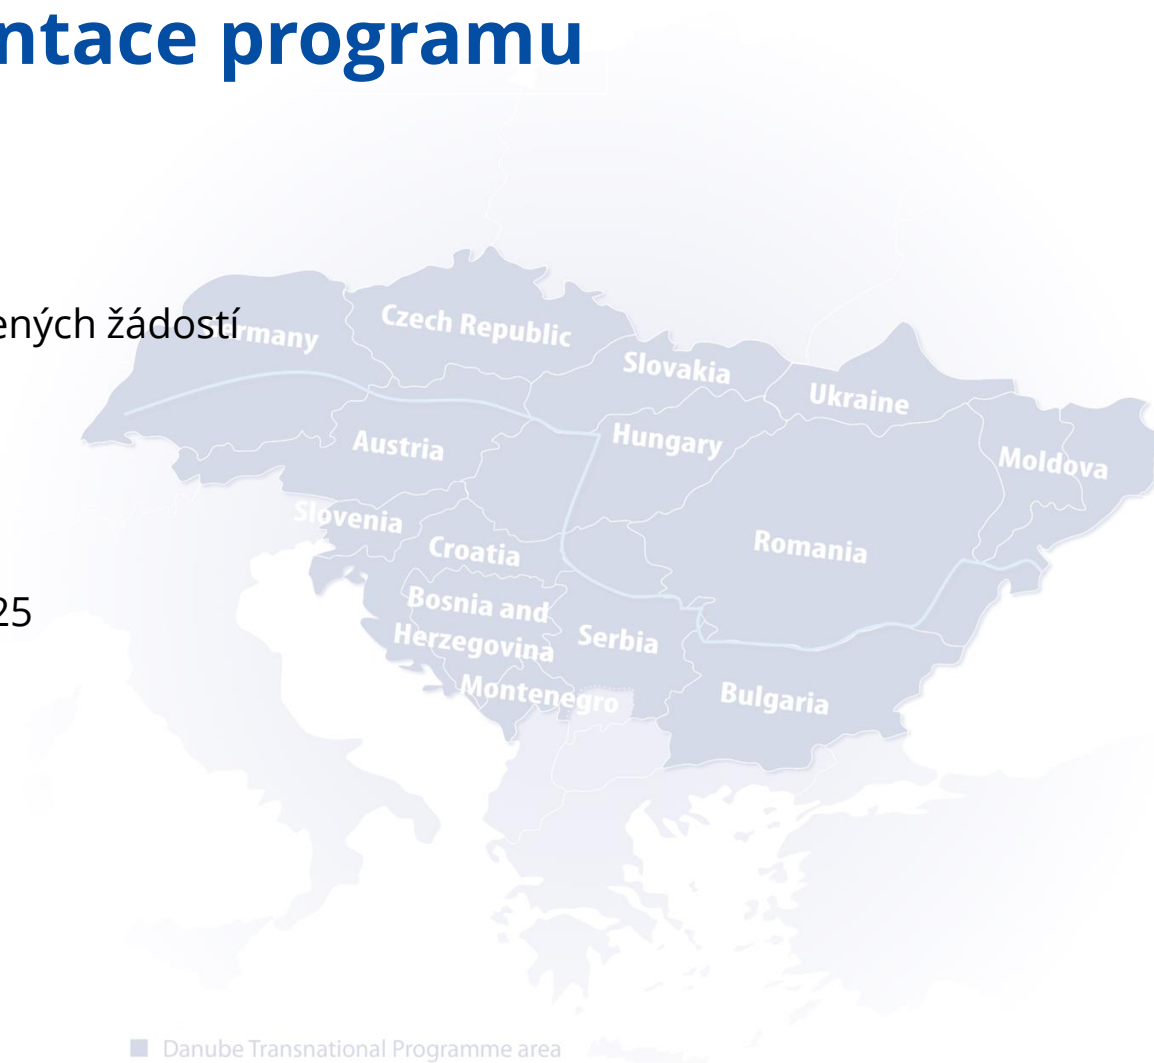 ntace programu
ených žádostí
ermany
Czech Republic
Slovakia
Ukraine
Austria
Hungary
Moldova
Slovenia
Croatia
Romania
Bosnia and
Herzegovina
Serbia
Montenegro
Bulgaria
25
Danube Transnational Programme area